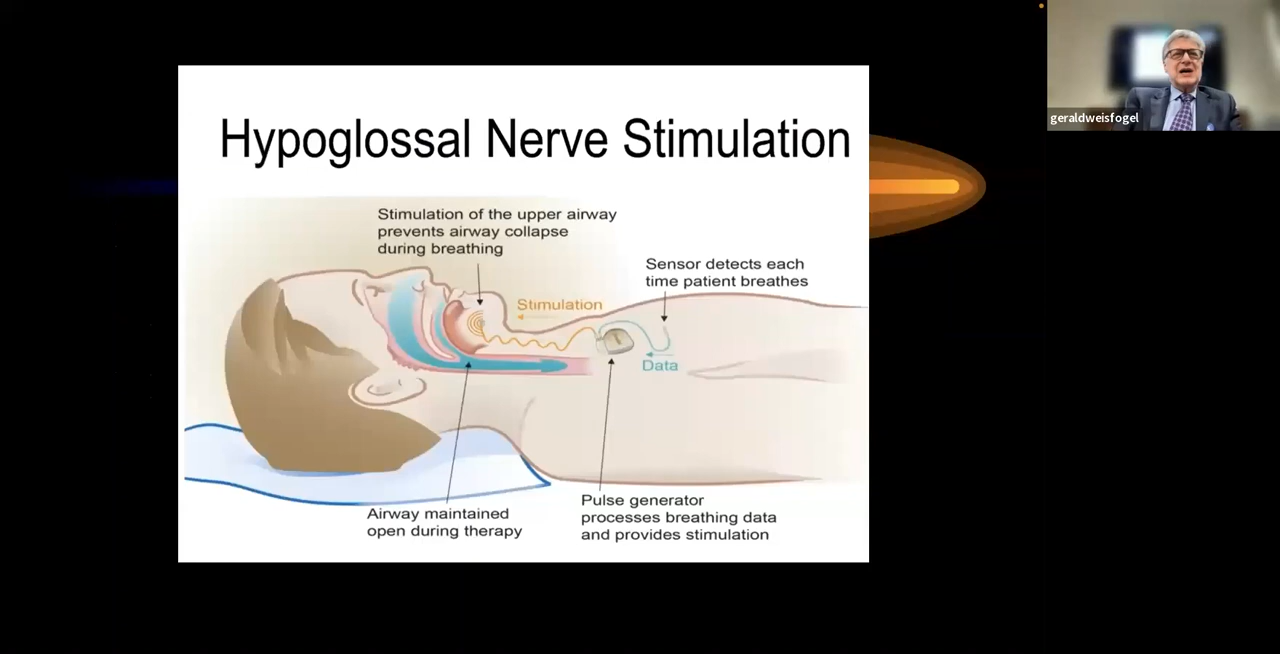 geraldweisfogel
Hypoglossal Nerve Stimulation
Stimulation of the upper airway
prevents airway collapse
during breathing
Sensor detects each
time patient breathes
Stimulation
Data
Airway maintained
open during therapy
Pulse generator
processes breathing data
and provides stimulation